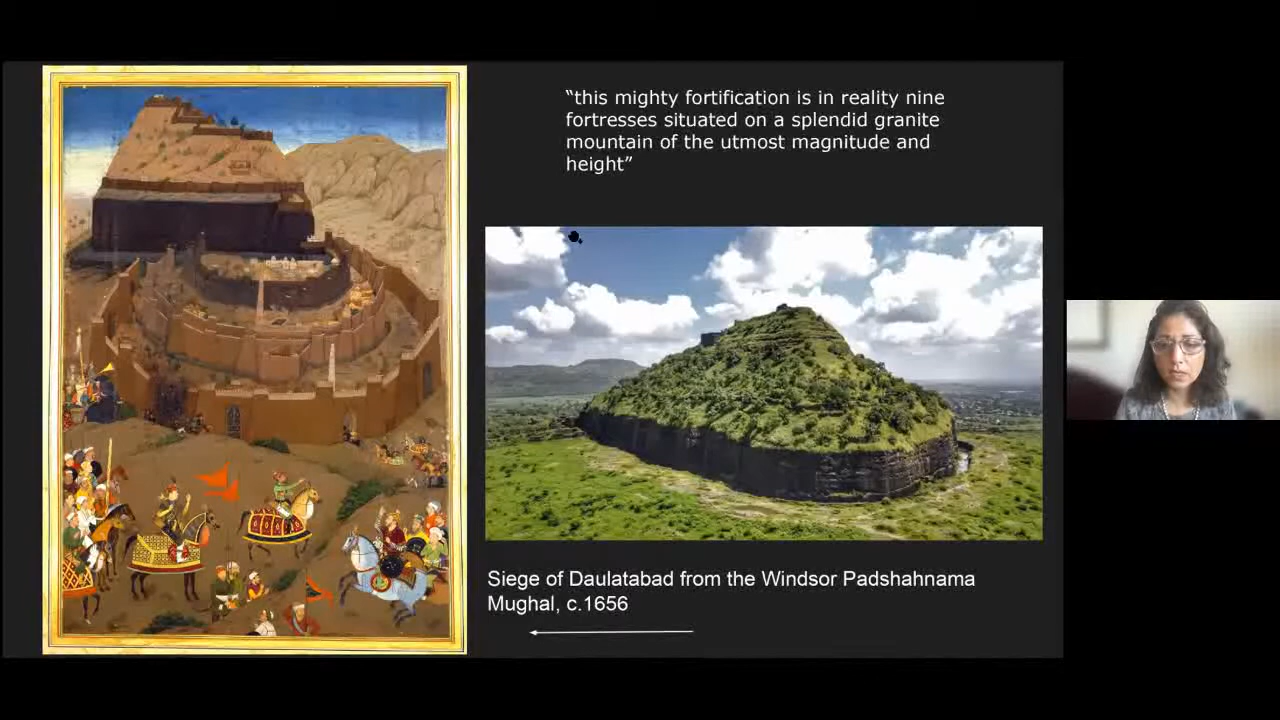 “this mighty fortification is in reality nine
fortresses situated on a splendid granite
mountain of the utmost magnitude and
height”
Siege of Daulatabad from the Windsor Padshahnama
Mughal, c.1656